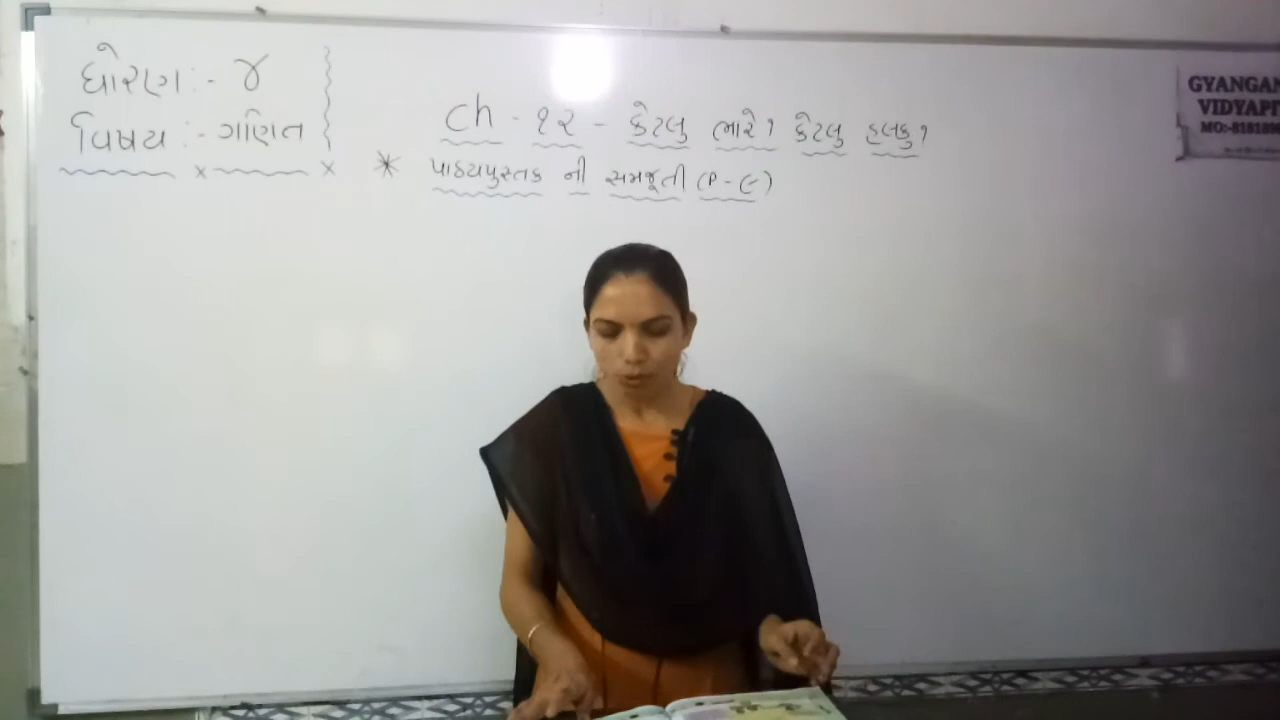 ધોરણ :- ૪
વિષય :- ગણિત
Ch - ૧૨ - કેટલુ ભારે ? કેટલુ હલકુ ?
* પાઠ્યપુસ્તક ની સમજૂતી (P-૯)
GYANGAN
VIDYAPI